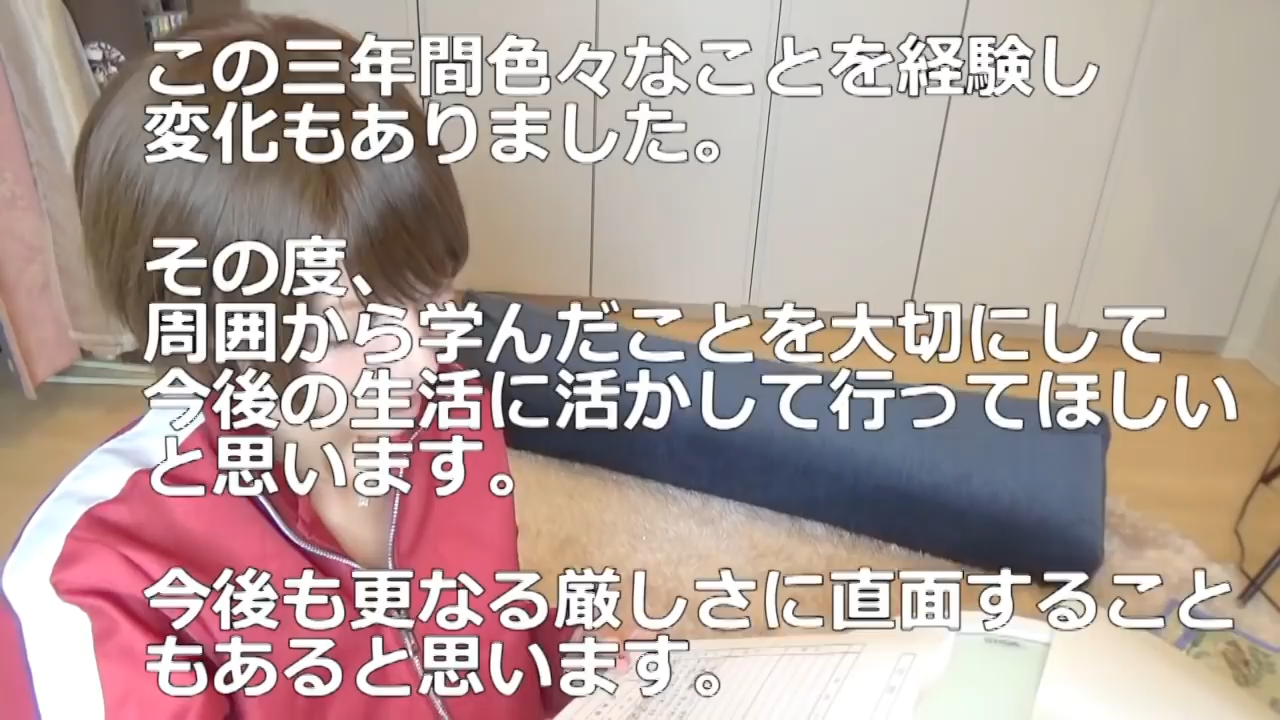 この三年間色々なことを経験し
変化もありました。
その度、
周囲から学んだことを大切にして
今後の生活に活かして行ってほしい
と思います。
今後も更なる厳しさに直面すること
もあると思います。